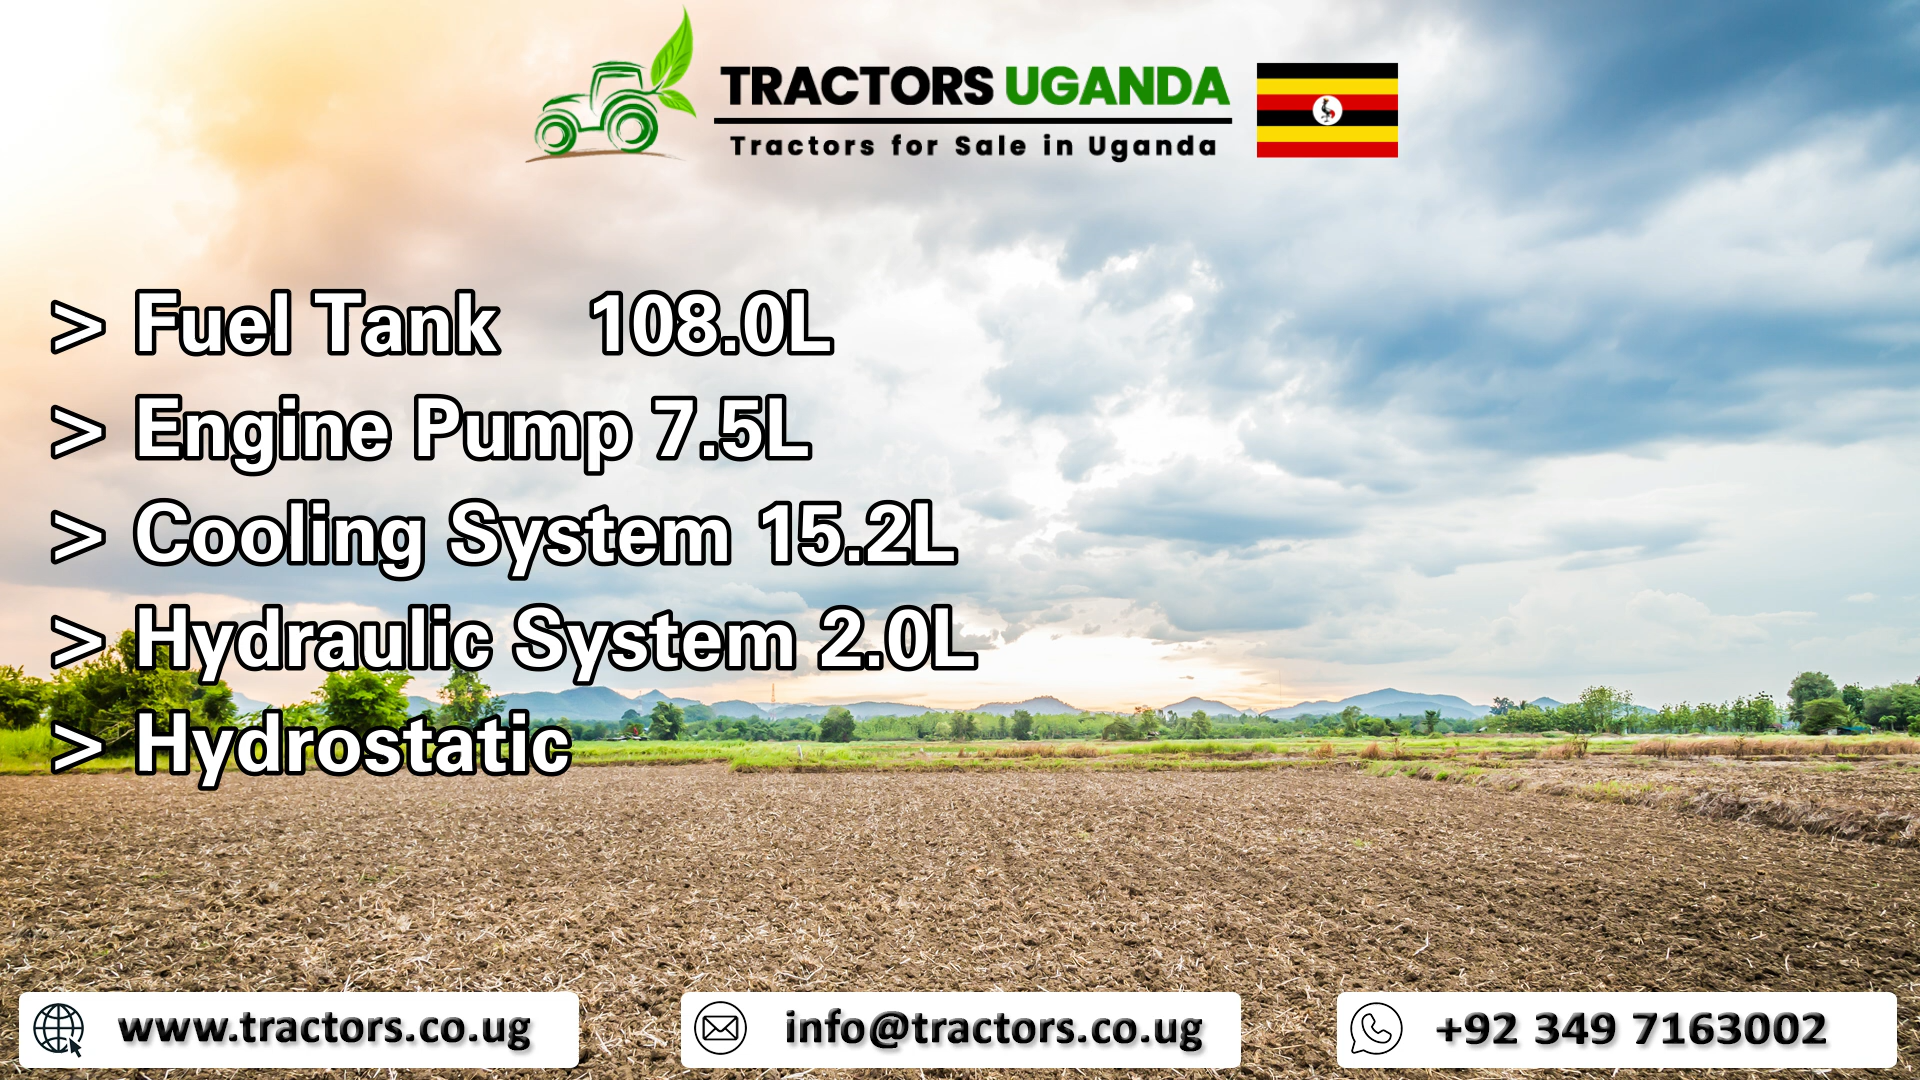 TRACTORS UGANDA
Tractors for Sale in Uganda
> Fuel Tank 108.0L
> Engine Pump 7.5L
> Cooling System 15.2L
> Hydraulic System 2.0L
> Hydrostatic
www.tractors.co.ug
info@tractors.co.ug
+92 349 7163002